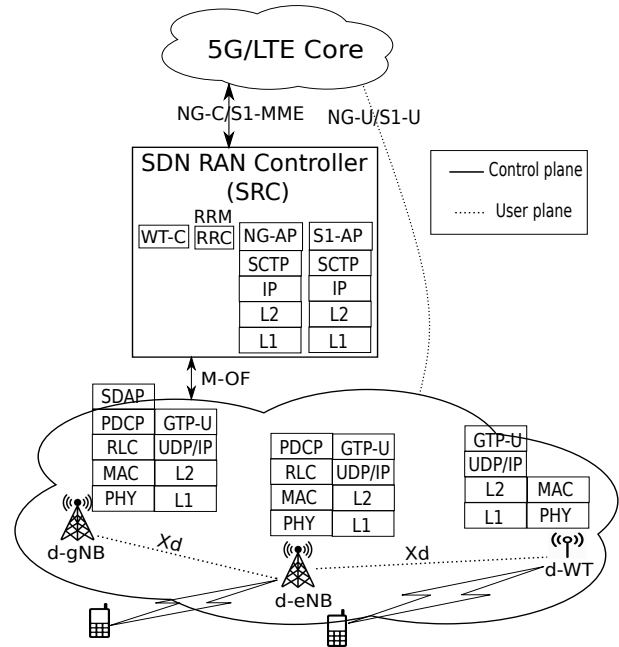 5G/LTE Core
NG-C/S1-MME
NG-U/S1-U
SDN RAN Controller
(SRC)
Control plane
User plane
RRM
WT-C
RRC
NG-AP
S1-AP
SCTP
SCTP
IP
IP
L2
L2
L1
L1
M-OF
SDAP
PDCP
GTP-U
RLC
UDP/IP
MAC
L2
PHY
L1
PDCP
GTP-U
RLC
UDP/IP
MAC
L2
PHY
L1
GTP-U
UDP/IP
L2
MAC
L1
PHY
d-gNB
Xd
Xd
d-eNB
d-WT